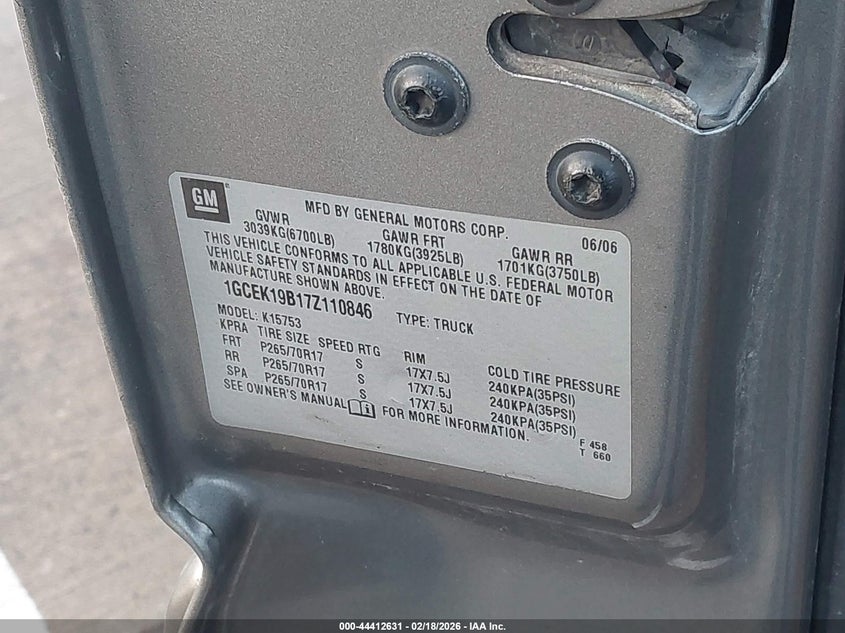 GM
MFD BY GENERAL MOTORS CORP. 06/06
GVWR GAWR FRT GAWR RR
3039KG(6700LB) 1780KG(3925LB) 1701KG(3750LB)
THIS VEHICLE CONFORMS TO ALL APPLICABLE U.S. FEDERAL MOTOR
VEHICLE SAFETY STANDARDS IN EFFECT ON THE DATE OF
MANUFACTURE SHOWN ABOVE.
1GCEK19B17Z110846 TYPE: TRUCK
MODEL: K15753
KPRA TIRE SIZE SPEED RTG RIM COLD TIRE PRESSURE
FRT P265/70R17 S 17X7.5J 240KPA(35PSI)
RR P265/70R17 S 17X7.5J 240KPA(35PSI)
SPA P265/70R17 S 17X7.5J 240KPA(35PSI)
SEE OWNER'S MANUAL FOR MORE INFORMATION.
F 458
T 660
000-44412631 - 02/18/2026 - IAA Inc.